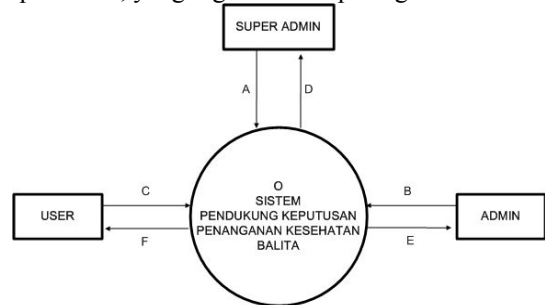 SUPER ADMIN
A
D
O
SISTEM
PENDUKUNG KEPUTUSAN
PENANGANAN KESEHATAN
BALITA
C
USER
F
B
ADMIN
E